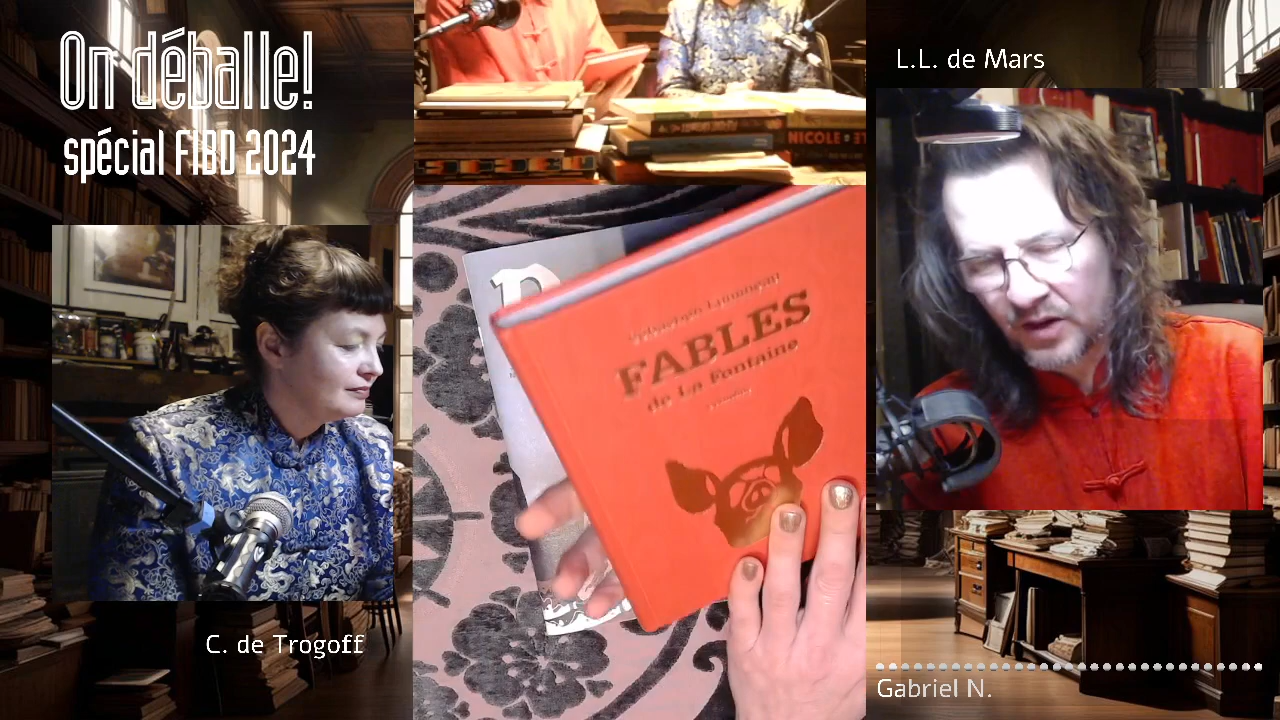 On déballe!
spécial FIBD 2024
L.L. de Mars
NICOLE
FABLES
de La Fontaine
C. de Trogoff
Gabriel N.